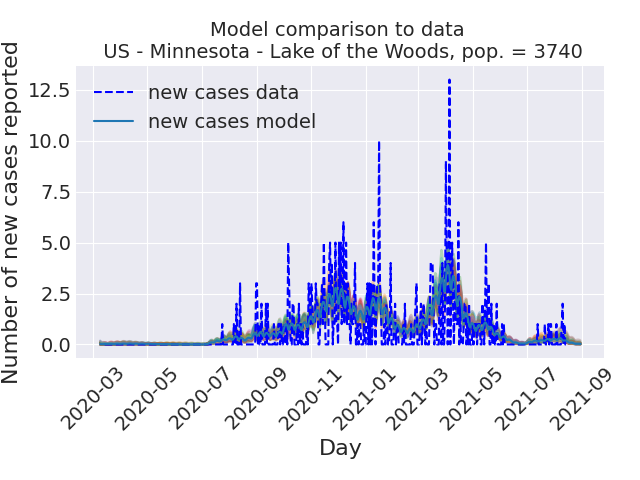 Model comparison to data
US - Minnesota - Lake of the Woods, pop. = 3740
Number of new cases reported
12.5
10.0
7.5
5.0
2.5
0.0
new cases data
new cases model
2020-03
2020-05
2020-07
2020-09
2020-11
2021-01
2021-03
2021-05
2021-07
2021-09
Day